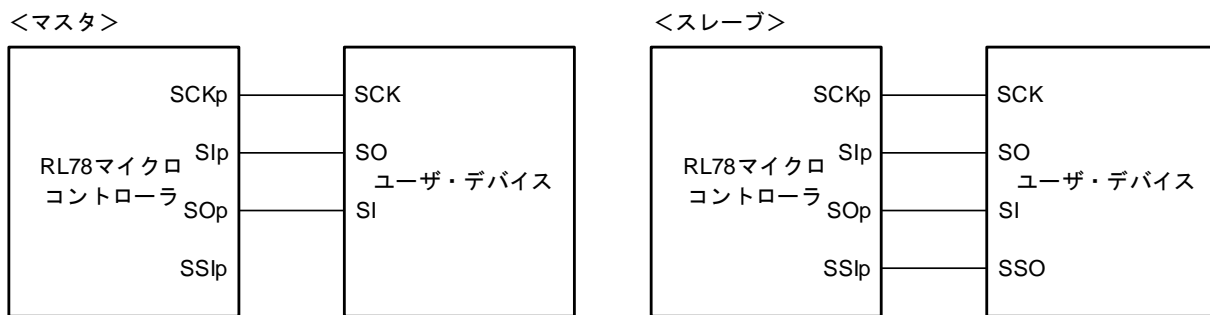 ＜マスタ＞
SCKp
SCK
SIp
SO
RL78マイクロ
コントローラ
ユーザ・デバイス
SOp
SI
SSIp
＜スレーブ＞
SCKp
SCK
SIp
SO
RL78マイクロ
コントローラ
ユーザ・デバイス
SOp
SI
SSIp
SSO